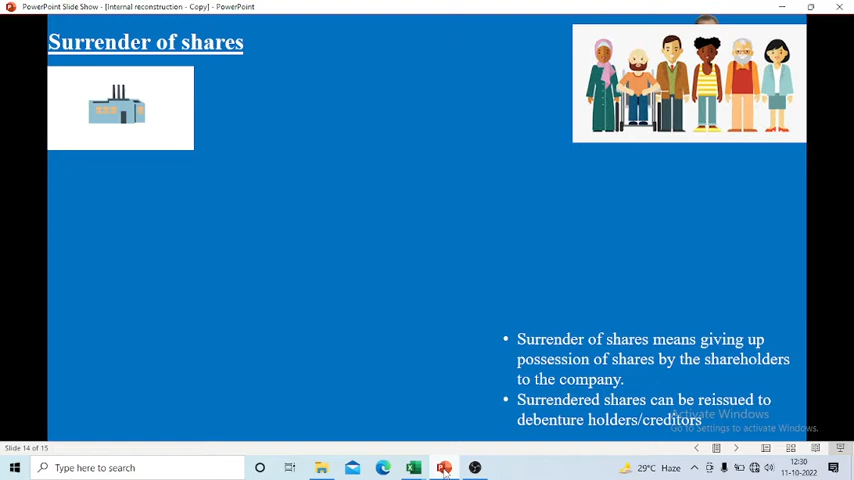 PowerPoint Slide Show - [Internal reconstruction - Copy] - PowerPoint
Surrender of shares
• Surrender of shares means giving up
possession of shares by the shareholders
to the company.
• Surrendered shares can be reissued to
debenture holders/creditors
Activate Windows
Go to Settings to activate Windows.
Slide 14 of 15
Type here to search
29°C Haze
12:30
11-10-2022